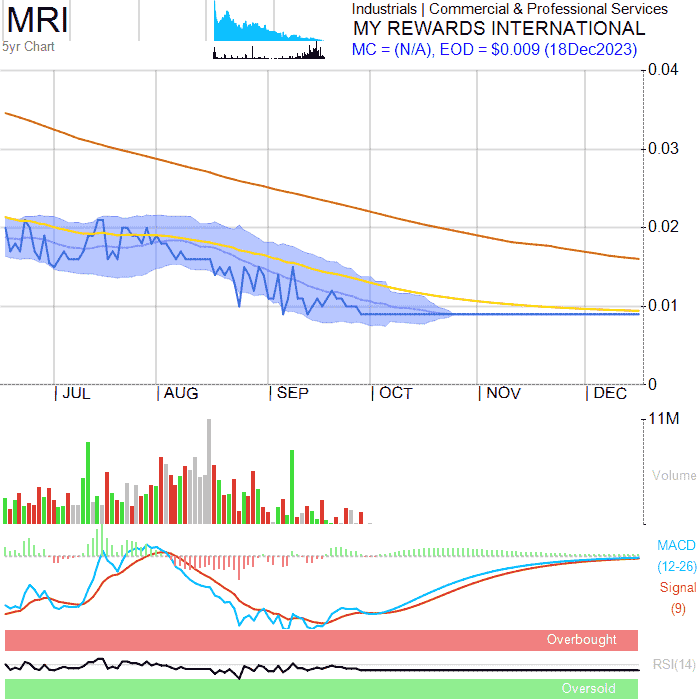 MRI
5yr Chart
Industrials | Commercial & Professional Services
MY REWARDS INTERNATIONAL
MC = (N/A), EOD = $0.009 (18Dec2023)
0.04
0.03
0.02
0.01
0
JUL
AUG
SEP
OCT
NOV
DEC
11M
Volume
MACD
(12-26)
Signal
(9)
Overbought
RSI(14)
Oversold